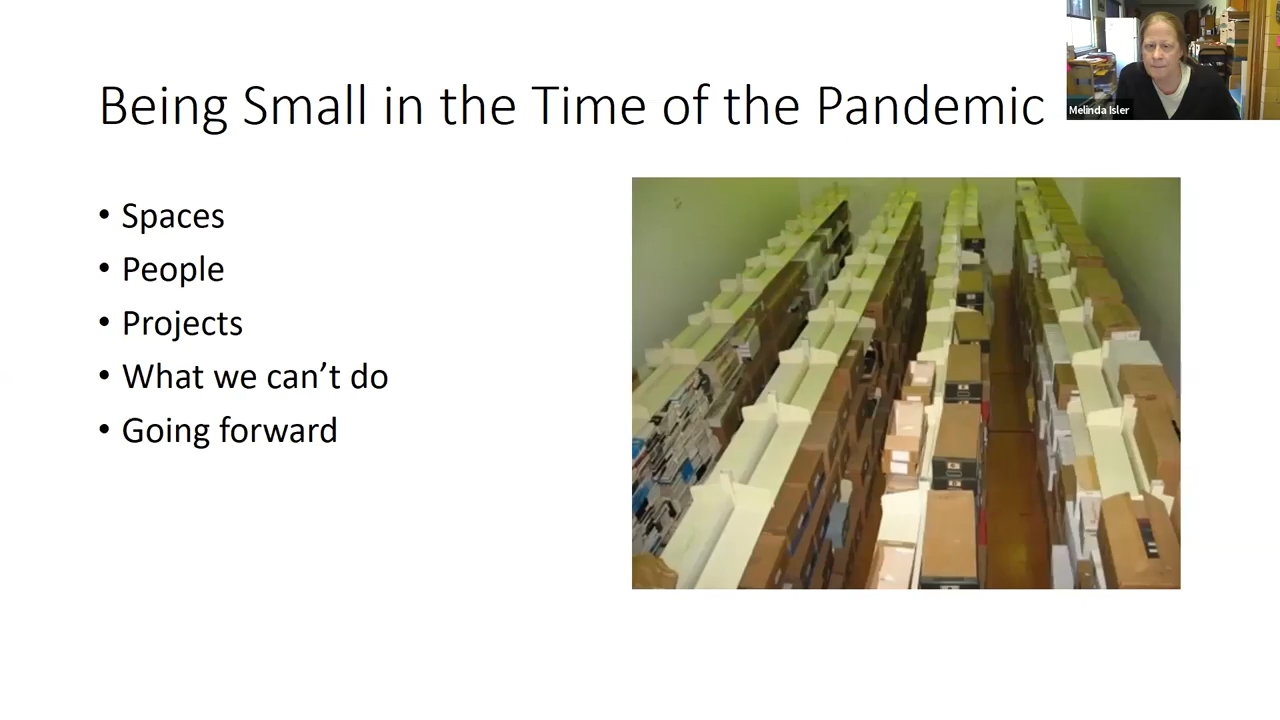 Being Small in the Time of the Pandemic
Melinda Isler
• Spaces
• People
• Projects
• What we can’t do
• Going forward